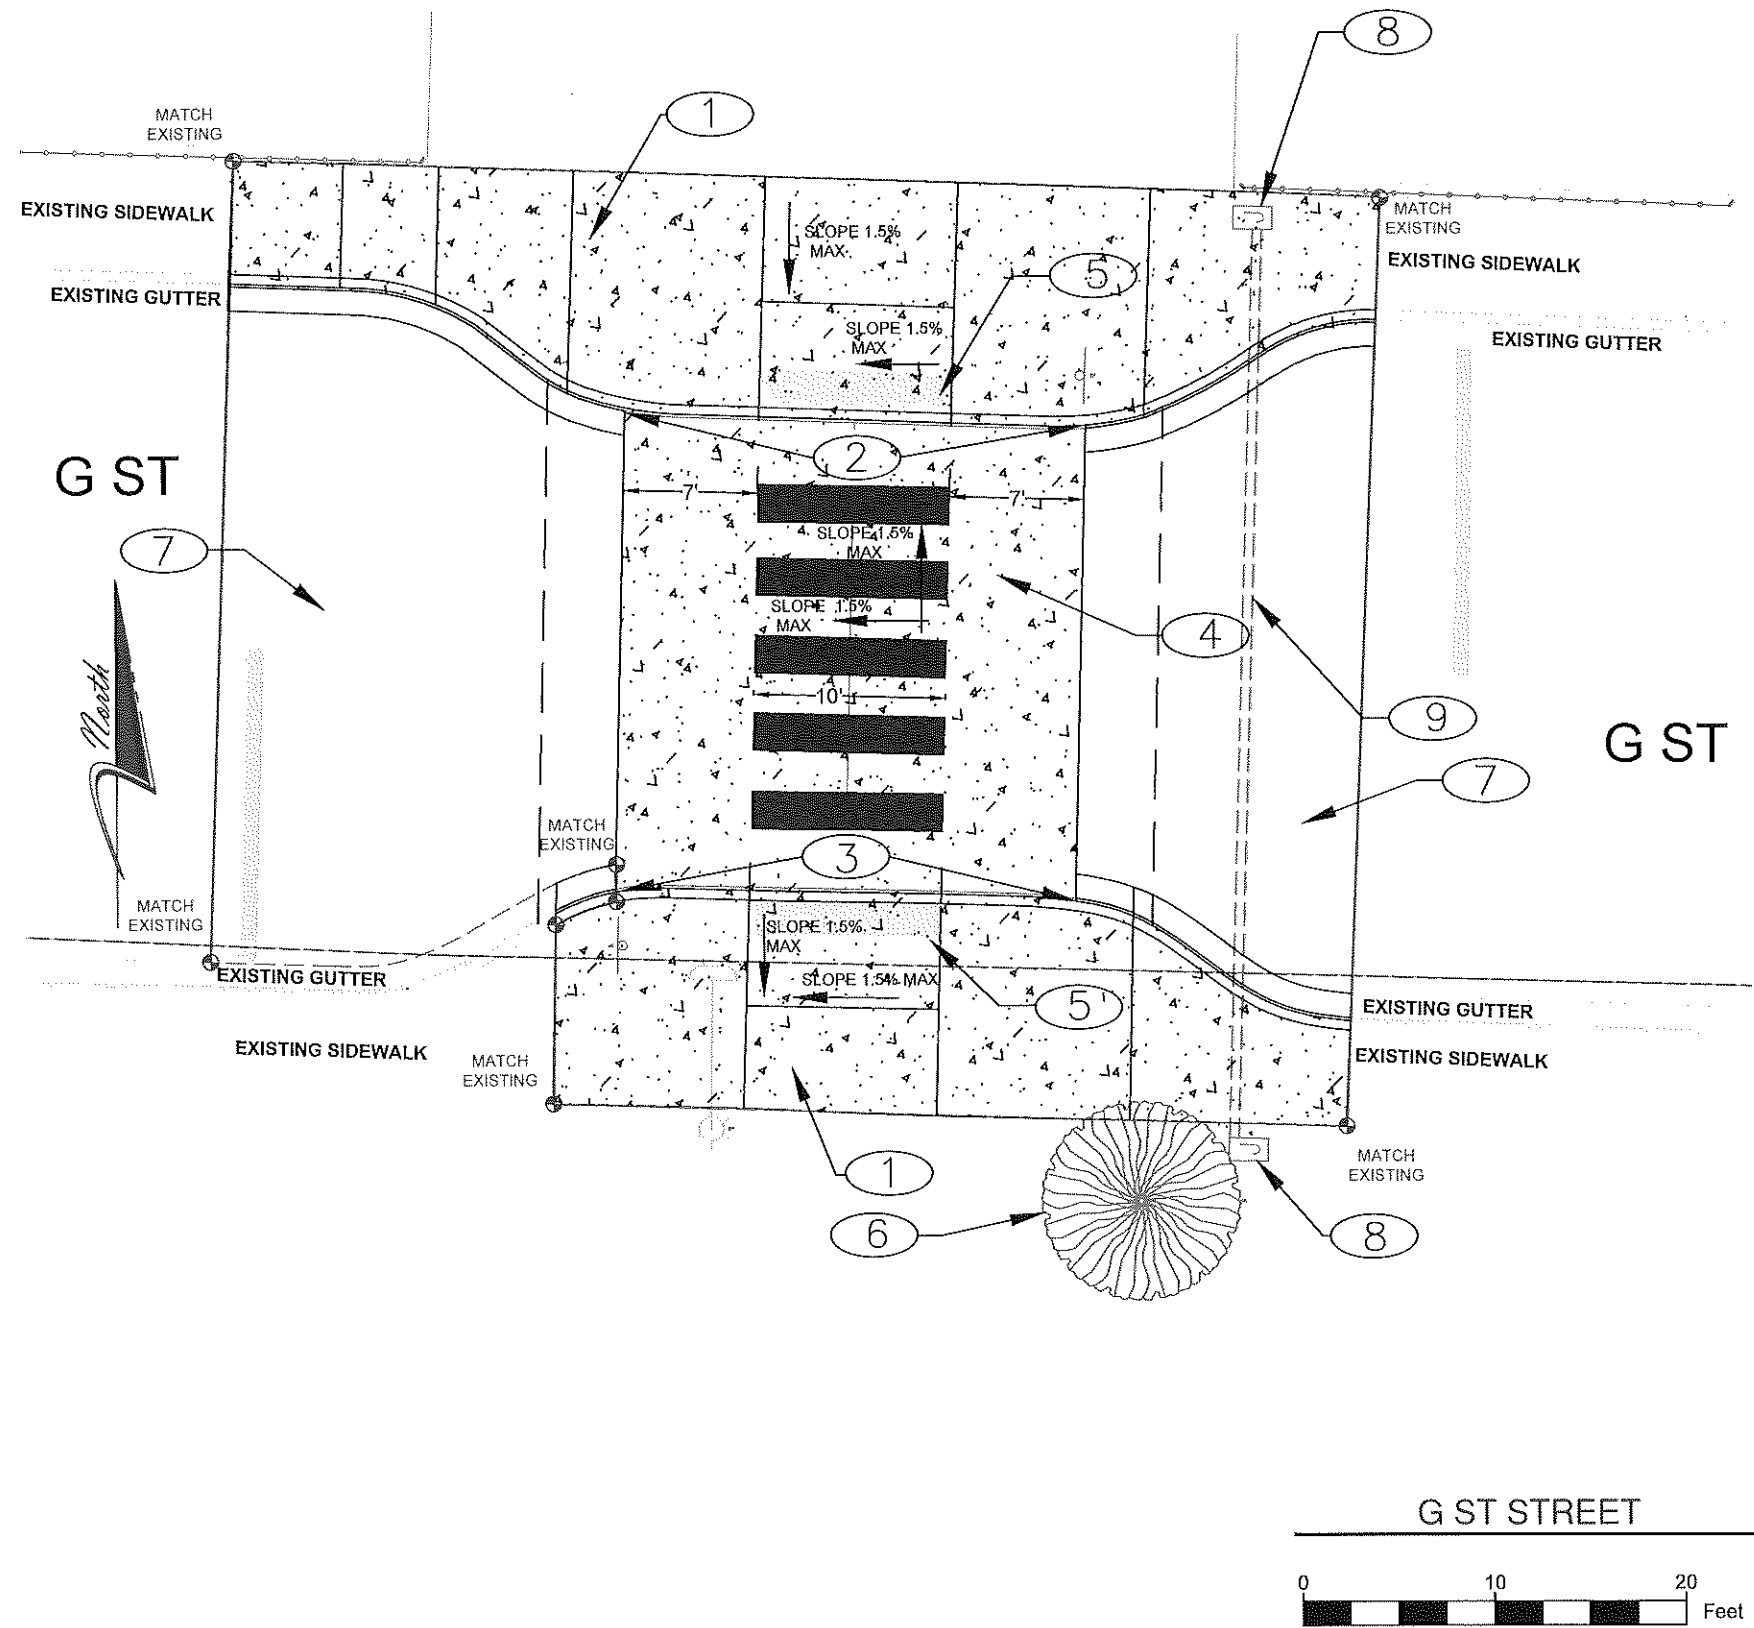 8
1
MATCH
EXISTING
EXISTING SIDEWALK
EXISTING GUTTER
SLOPE 1.5%
MAX.
5
SLOPE 1.5%
MAX
MATCH
EXISTING
EXISTING SIDEWALK
EXISTING GUTTER
G ST
2
7'
7'
SLOPE 1.5%
MAX
7
SLOPE 1.5%
MAX
4
North
10'
9
G ST
7
MATCH
EXISTING
3
MATCH
EXISTING
SLOPE 1.5%
MAX
EXISTING GUTTER
SLOPE 1.5% MAX
5
EXISTING GUTTER
EXISTING SIDEWALK
MATCH
EXISTING
EXISTING SIDEWALK
1
MATCH
EXISTING
6
8
G ST STREET
0 10 20
Feet